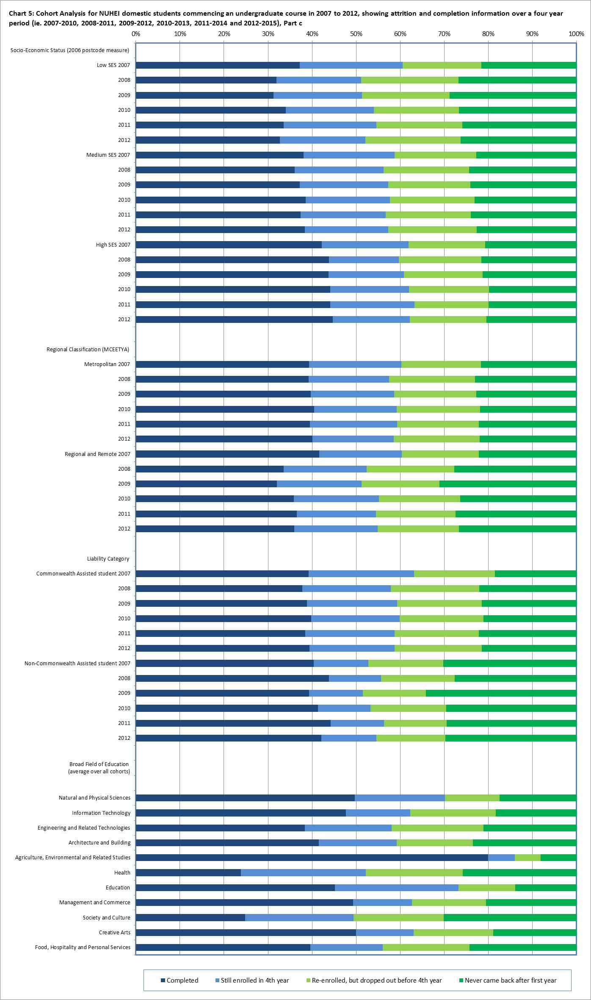 Chart 5: Cohort Analysis for NUHEI domestic students commencing an undergraduate course in 2007 to 2012, showing attrition and completion information over a four year
period (ie. 2007-2010, 2008-2011, 2009-2012, 2010-2013, 2011-2014 and 2012-2015), Part c
0% 10% 20% 30% 40% 50% 60% 70% 80% 90% 100%
Socio-Economic Status (2006 postcode measure)
Low SES 2007
2008
2009
2010
2011
2012
Medium SES 2007
2008
2009
2010
2011
2012
High SES 2007
2008
2009
2010
2011
2012
Regional Classification (MCEETYA)
Metropolitan 2007
2008
2009
2010
2011
2012
Regional and Remote 2007
2008
2009
2010
2011
2012
Liability Category
Commonwealth Assisted student 2007
2008
2009
2010
2011
2012
Non-Commonwealth Assisted student 2007
2008
2009
2010
2011
2012
Broad Field of Education
(average over all cohorts)
Natural and Physical Sciences
Information Technology
Engineering and Related Technologies
Architecture and Building
Agriculture, Environmental and Related Studies
Health
Education
Management and Commerce
Society and Culture
Creative Arts
Food, Hospitality and Personal Services
Completed Still enrolled in 4th year Re-enrolled, but dropped out before 4th year Never came back after first year